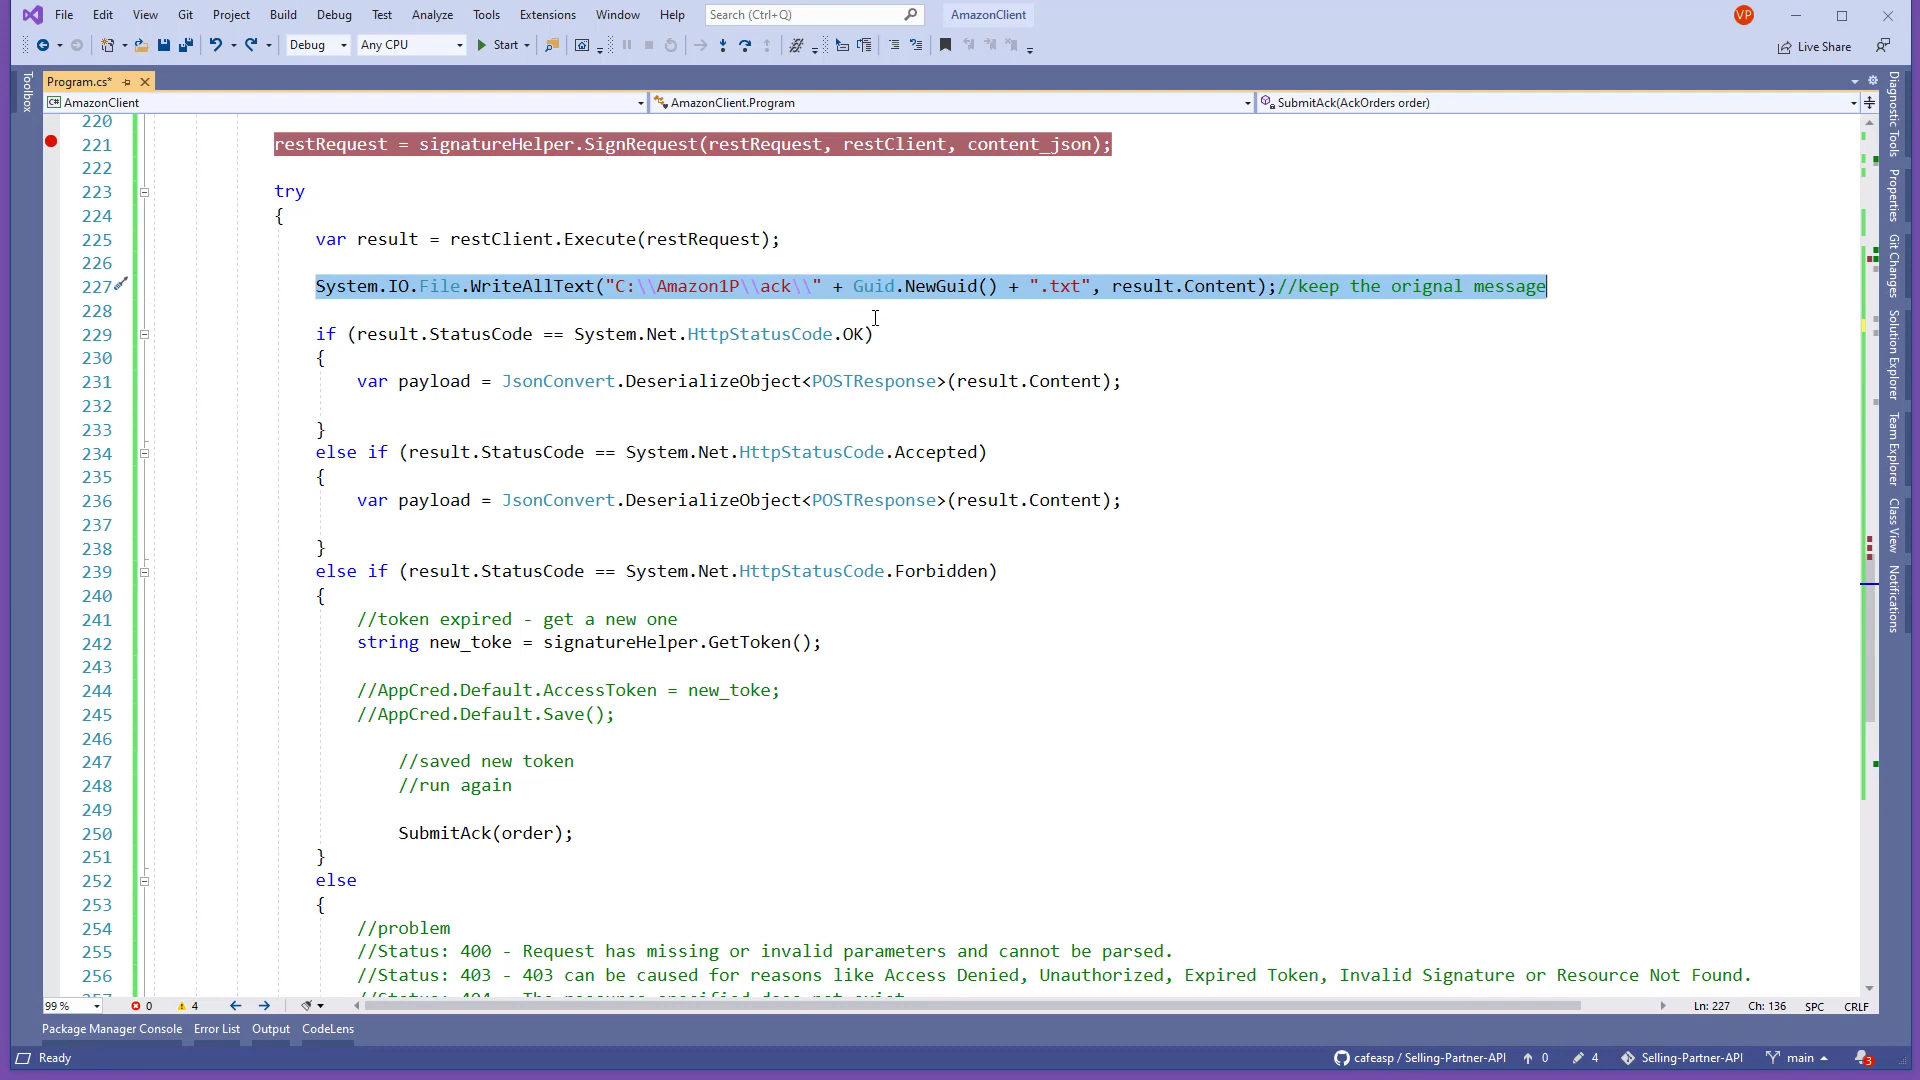 File Edit View Git Project Build Debug Test Analyze Tools Extensions Window Help Search (Ctrl+Q) AmazonClient VP
Debug Any CPU Start Live Share
Program.cs*
C# AmazonClient AmazonClient.Program SubmitAck(AckOrders order)
Toolbox
220
221 restRequest = signatureHelper.SignRequest(restRequest, restClient, content_json);
222
223 try
224 {
225 var result = restClient.Execute(restRequest);
226
227 System.IO.File.WriteAllText("C:\\Amazon1P\\ack\\" + Guid.NewGuid() + ".txt", result.Content);//keep the orignal message
228
229 if (result.StatusCode == System.Net.HttpStatusCode.OK)
230 {
231 var payload = JsonConvert.DeserializeObject<POSTResponse>(result.Content);
232
233 }
234 else if (result.StatusCode == System.Net.HttpStatusCode.Accepted)
235 {
236 var payload = JsonConvert.DeserializeObject<POSTResponse>(result.Content);
237
238 }
239 else if (result.StatusCode == System.Net.HttpStatusCode.Forbidden)
240 {
241 //token expired - get a new one
242 string new_toke = signatureHelper.GetToken();
243
244 //AppCred.Default.AccessToken = new_toke;
245 //AppCred.Default.Save();
246
247 //saved new token
248 //run again
249
250 SubmitAck(order);
251 }
252 else
253 {
254 //problem
255 //Status: 400 - Request has missing or invalid parameters and cannot be parsed.
256 //Status: 403 - 403 can be caused for reasons like Access Denied, Unauthorized, Expired Token, Invalid Signature or Resource Not Found.
Diagnostic Tools
Properties
Git Changes
Solution Explorer
Team Explorer
Class View
Notifications
99 % 0 4 Ln: 227 Ch: 136 SPC CRLF
Package Manager Console Error List Output CodeLens
Ready cafeasp / Selling-Partner-API 0 4 Selling-Partner-API main 3